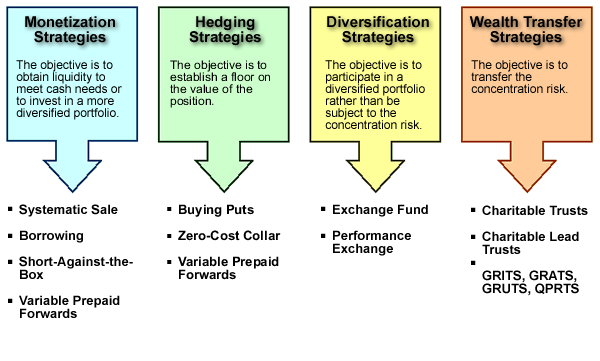 Monetization
Strategies
The objective is to
obtain liquidity to
meet cash needs or
to invest in a more
diversified portfolio.
▪ Systematic Sale
▪ Borrowing
▪ Short-Against-the-
Box
▪ Variable Prepaid
Forwards
Hedging
Strategies
The objective is to
establish a floor on
the value of the
position.
▪ Buying Puts
▪ Zero-Cost Collar
▪ Variable Prepaid
Forwards
Diversification
Strategies
The objective is to
participate in a
diversified portfolio
rather than be
subject to the
concentration risk.
▪ Exchange Fund
▪ Performance
Exchange
Wealth Transfer
Strategies
The objective is to
transfer the
concentration risk.
▪ Charitable Trusts
▪ Charitable Lead
Trusts
▪ GRITS, GRATS,
GRUTS, QPRTS